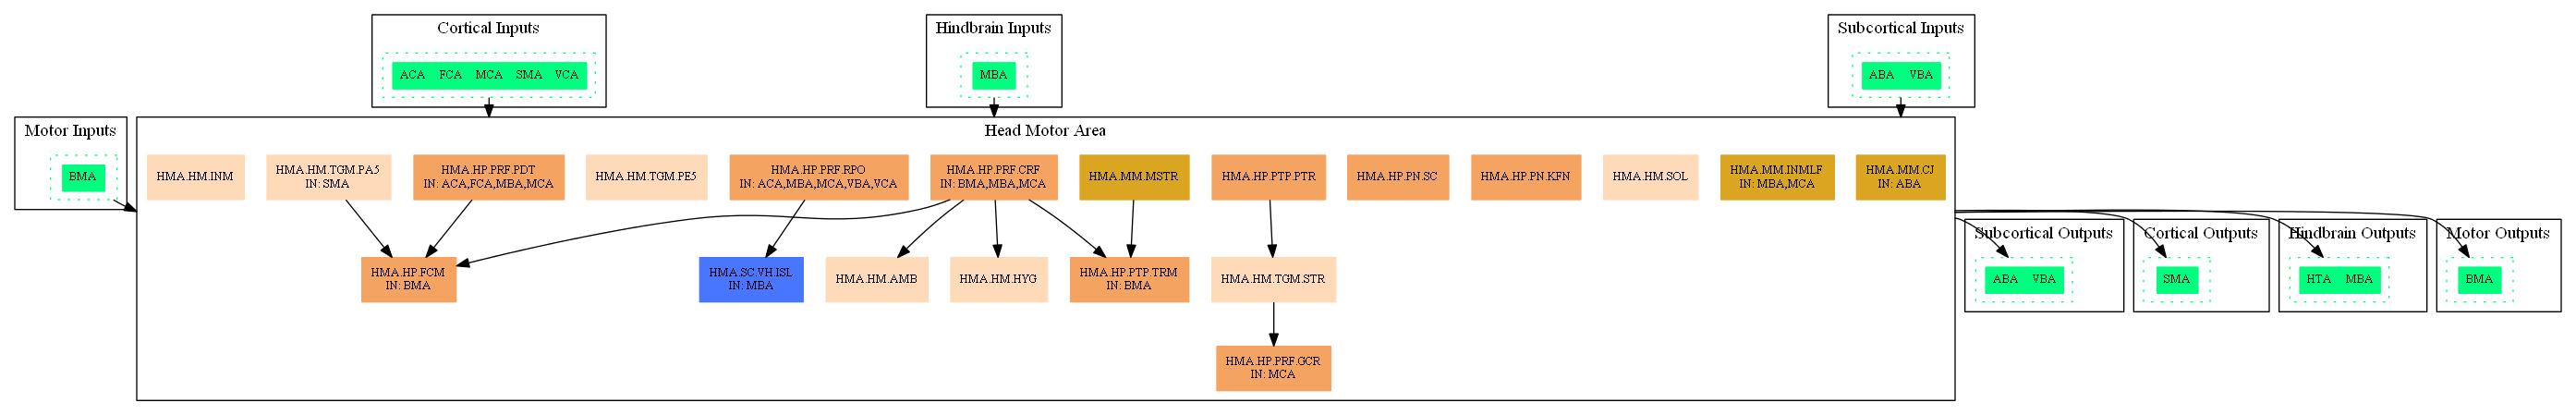 Cortical Inputs
ACA FCA MCA SMA VCA
Hindbrain Inputs
MBA
Subcortical Inputs
ABA VBA
Motor Inputs
BMA
Head Motor Area
HMA.HM.INM
HMA.HM.TGM.PA5
IN: SMA
HMA.HP.PRF.PDT
IN: ACA,FCA,MBA,MCA
HMA.HM.TGM.PE5
HMA.HP.PRF.RPO
IN: ACA,MBA,MCA,VBA,VCA
HMA.HP.PRF.CRF
IN: BMA,MBA,MCA
HMA.MM.MSTR
HMA.HP.PTP.PTR
HMA.HP.PN.SC
HMA.HP.PN.KFN
HMA.HM.SOL
HMA.MM.INMLF
IN: MBA,MCA
HMA.MM.CJ
IN: ABA
HMA.HP.FCM
IN: BMA
HMA.SC.VH.ISL
IN: MBA
HMA.HM.AMB
HMA.HM.HYG
HMA.HP.PTP.TRM
IN: BMA
HMA.HM.TGM.STR
HMA.HP.PRF.GCR
IN: MCA
Subcortical Outputs
ABA VBA
Cortical Outputs
SMA
Hindbrain Outputs
HTA MBA
Motor Outputs
BMA